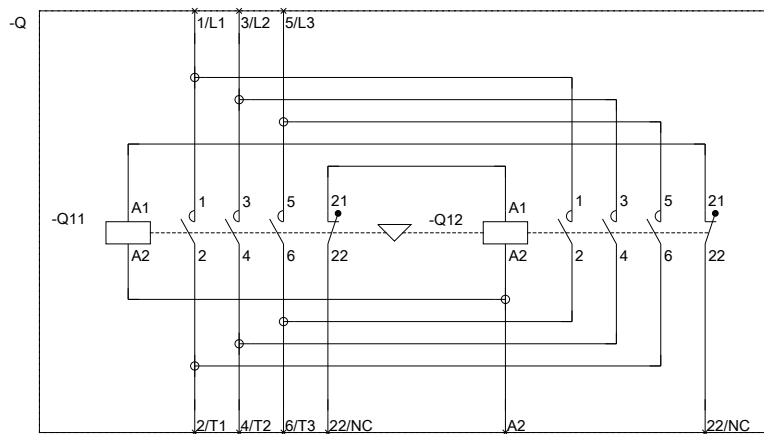 -Q 1/L1 3/L2 5/L3
1 3 5 21 1 3 5 21
-Q11 A1 -Q12 A1
A2 2 4 6 22 A2 2 4 6 22
2/T1 4/T2 6/T3 22/NC A2 22/NC